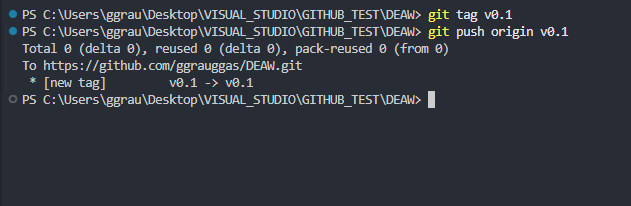 PS C:\Users\ggrau\Desktop\VISUAL_STUDIO\GITHUB_TEST\DEAW> git tag v0.1
PS C:\Users\ggrau\Desktop\VISUAL_STUDIO\GITHUB_TEST\DEAW> git push origin v0.1
Total 0 (delta 0), reused 0 (delta 0), pack-reused 0 (from 0)
To https://github.com/ggrauggas/DEAW.git
 * [new tag]         v0.1 -> v0.1
PS C:\Users\ggrau\Desktop\VISUAL_STUDIO\GITHUB_TEST\DEAW>